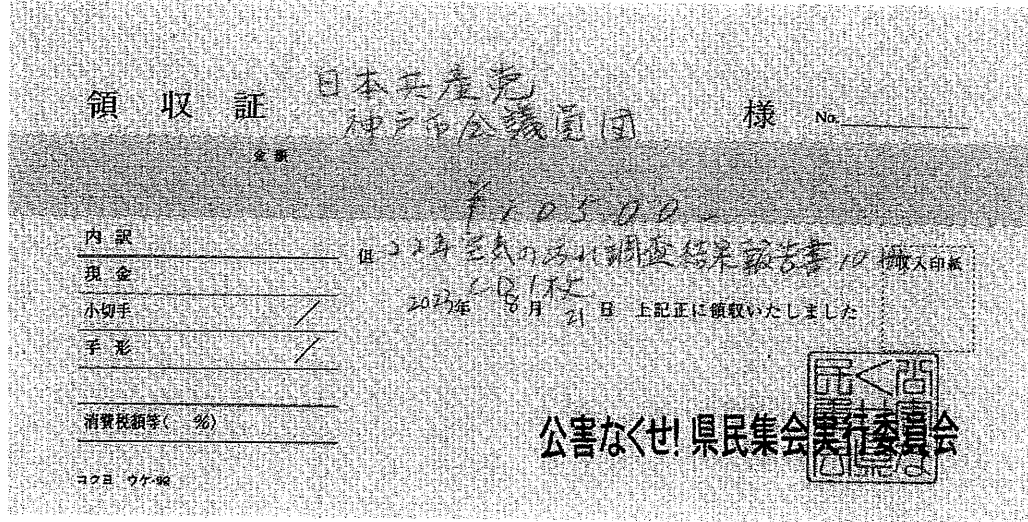 領 収 証 日本共産党 様 No.
神戸市会議員団
金額
¥10500-
内 訳
但 22年空気の汚れ調査結果報告書10冊
収入印紙
現 金
CD1枚
小切手
2023年 8月 21日 上記正に領収いたしました
手 形
消費税額等( %)
公害なくせ! 県民集会実行委員会
コクヨ ウケ-92